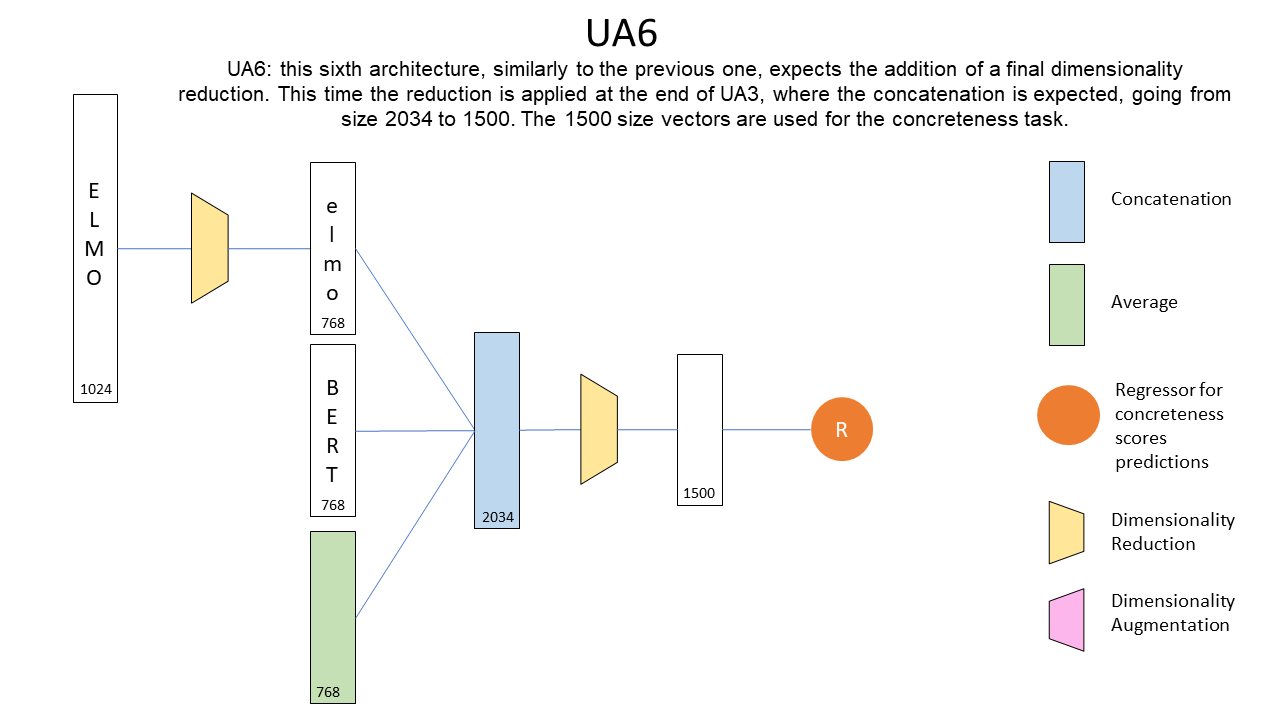 UA6
UA6: this sixth architecture, similarly to the previous one, expects the addition of a final dimensionality
reduction. This time the reduction is applied at the end of UA3, where the concatenation is expected, going from
size 2034 to 1500. The 1500 size vectors are used for the concreteness task.
E
L
M
O
1024
e
l
m
o
768
B
E
R
T
768
768
2034
1500
R
Concatenation
Average
Regressor for
concreteness
scores
predictions
Dimensionality
Reduction
Dimensionality
Augmentation